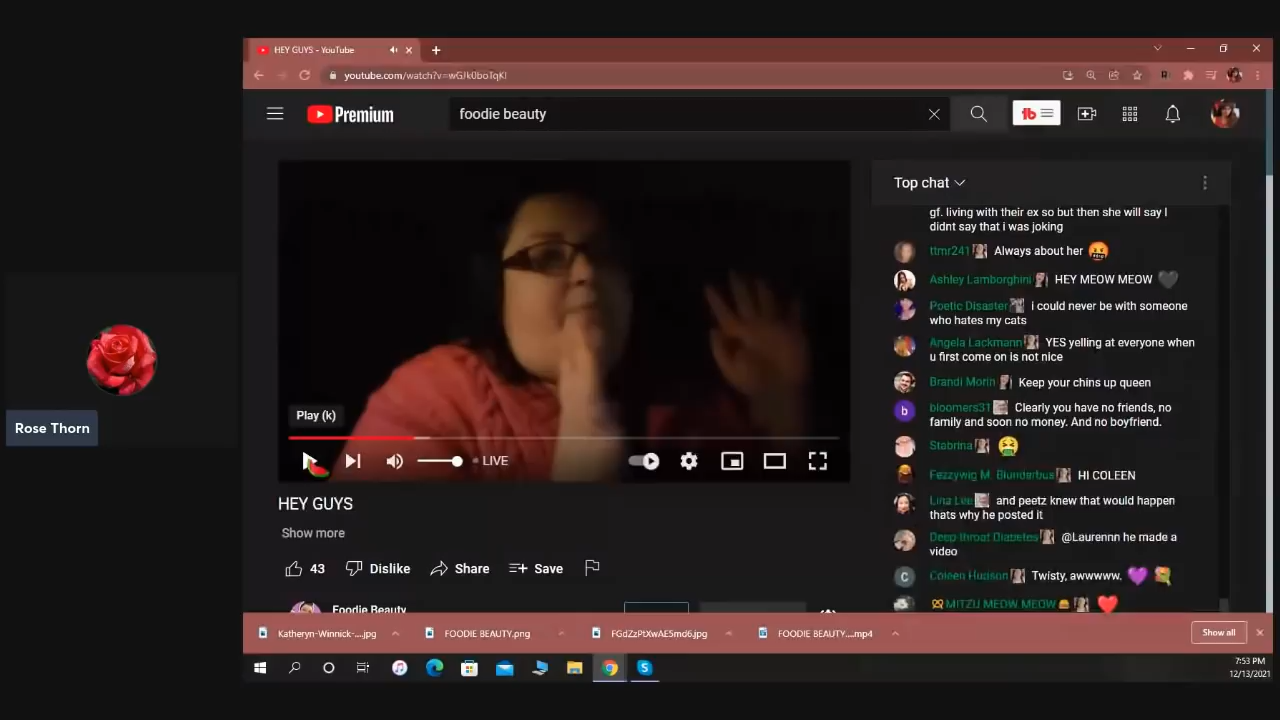 HEY GUYS - YouTube
youtube.com/watch?v=wGJk0boTqKI
Premium
foodie beauty
tb
Top chat
gf. living with their ex so but then she will say I
didnt say that i was joking
ttmr241 Always about her
Ashley Lamborghini HEY MEOW MEOW
Poetic Disaster i could never be with someone
who hates my cats
Angela Lackmann YES yelling at everyone when
u first come on is not nice
Brandi Morin Keep your chins up queen
b
bloomers31 Clearly you have no friends, no
family and soon no money. And no boyfriend.
Stabrina
Fezzywig M. Blunderbus HI COLEEN
Lina Lee and peetz knew that would happen
thats why he posted it
Deep throat Diabetes @Laurennn he made a
video
C
Coleen Hudson Twisty, awwwww.
MITZU MEOW MEOW
Play (k)
LIVE
HEY GUYS
Show more
43
Dislike
Share
Save
Foodie Beauty
Rose Thorn
Katheryn-Winnick-....jpg
FOODIE BEAUTY.png
FGdZzPtXwAESmd6.jpg
FOODIE BEAUTY....mp4
Show all
7:53 PM
12/13/2021